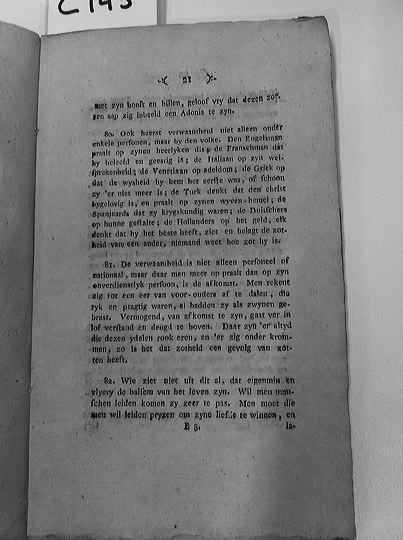 C 145
·( 21 )·
met zyn hooft en billen, geloof vry dat dezen zot-
ten aap zig inbeeld een Adonis te zyn.
80. Ook heerst verwaantheid niet alleen onder
enkele persoonen, maar by den volke. Den Engelsman
praalt op zynen heerlyken disp de Franschman dat
hy beleefd en geestig is; de Italiaan op zyn wel-
sprekenheid; de Venetiaan op adeldom; de Griek op
dat de wysheid by hem het eerste was, of schoon
zy 'er niet meer is; de Turk denkt dat den christ
bygelovig is, en praalt op zynen wyven-hemel; de
Spanjaards dat zy krygskundig waren; de Duitschers
op hunne gestalte; de Hollanders op het geld, elk
denkt dat hy het beste heeft, ziet en belagt de zot-
heid van een ander, niemand weet hoe zot hy is.
81. De verwaantheid is niet alleen personeel of
nationaal, maar daar men meer op praalt dan op zyn
onverdienstlyk persoon, is de afkomst. Men rekent
zig tot een eer van voor-ouders af te dalen, die
ryk en pragtig waren, al hadden zy als zwynen ge-
brast. Vermogend, van afkomst te zyn, gaat ver in
lof verstand en deugd te boven. Daar zyn 'er altyd
die dezen ydelen rook eren, en 'er zig onder krom-
men, zo is het dat zotheid een gevolg van zot-
ten heeft.
82. Wie ziet niet uit dit al, dat eigenmin en
vlyery de balsem van het léven zyn. Wil men men-
schen leiden komen zy zeer te pas. Men moet die
men wil leiden pryzen om zyne liefde te winnen, en
B 3. la-